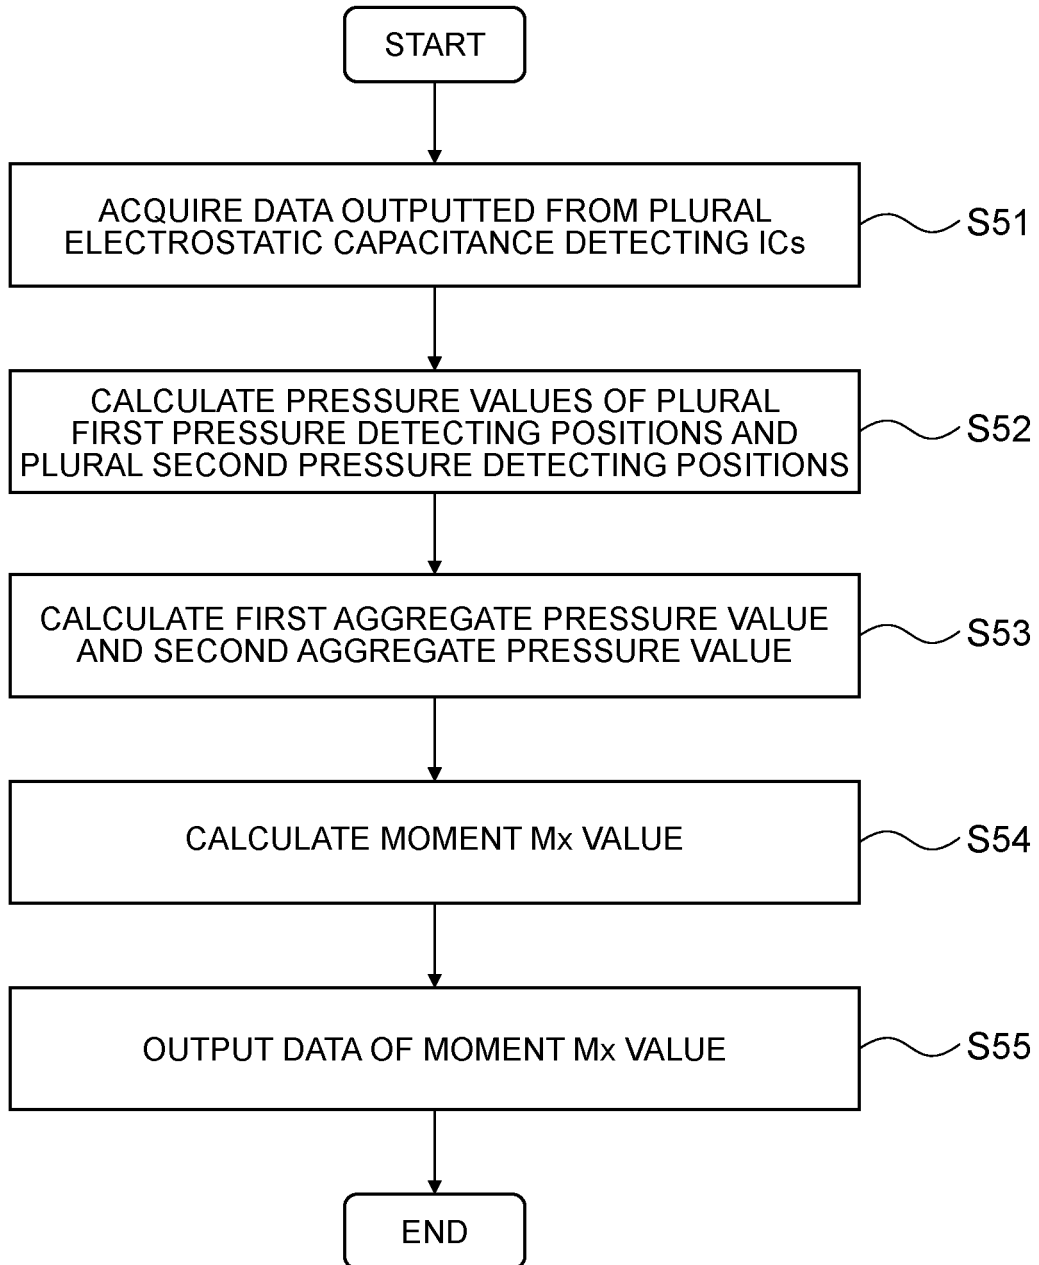 START
ACQUIRE DATA OUTPUTTED FROM PLURAL
ELECTROSTATIC CAPACITANCE DETECTING ICs
S51
CALCULATE PRESSURE VALUES OF PLURAL
FIRST PRESSURE DETECTING POSITIONS AND
PLURAL SECOND PRESSURE DETECTING POSITIONS
S52
CALCULATE FIRST AGGREGATE PRESSURE VALUE
AND SECOND AGGREGATE PRESSURE VALUE
S53
CALCULATE MOMENT Mx VALUE
S54
OUTPUT DATA OF MOMENT Mx VALUE
S55
END